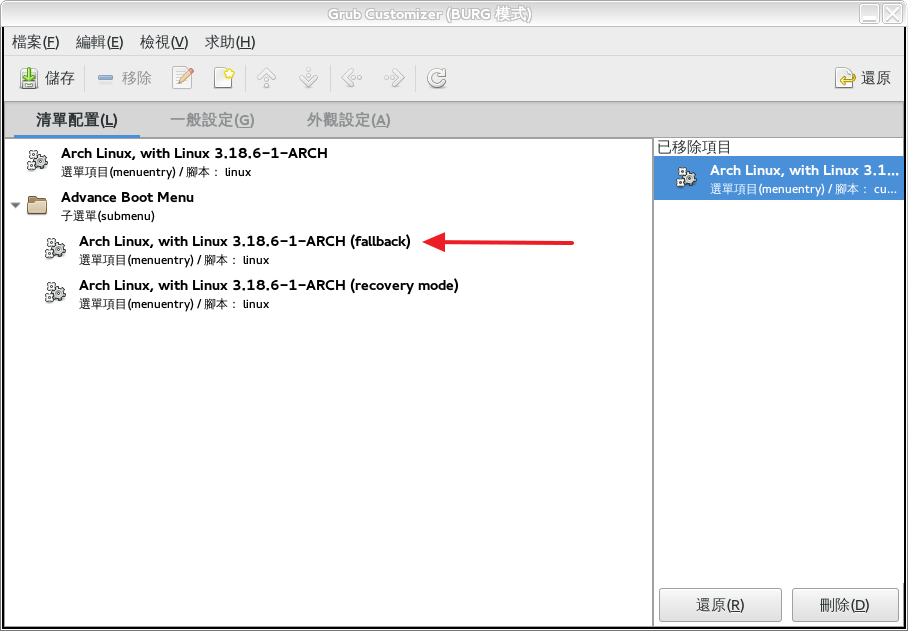 Grub Customizer (BURG 模式)
檔案(F) 編輯(E) 檢視(V) 求助(H)
儲存 移除 還原
清單配置(L) 一般設定(G) 外觀設定(A)
Arch Linux, with Linux 3.18.6-1-ARCH
選單項目(menuentry) / 腳本： linux
Advance Boot Menu
子選單(submenu)
Arch Linux, with Linux 3.18.6-1-ARCH (fallback)
選單項目(menuentry) / 腳本： linux
Arch Linux, with Linux 3.18.6-1-ARCH (recovery mode)
選單項目(menuentry) / 腳本： linux
已移除項目
Arch Linux, with Linux 3.1...
選單項目(menuentry) / 腳本： cu...
還原(R) 刪除(D)